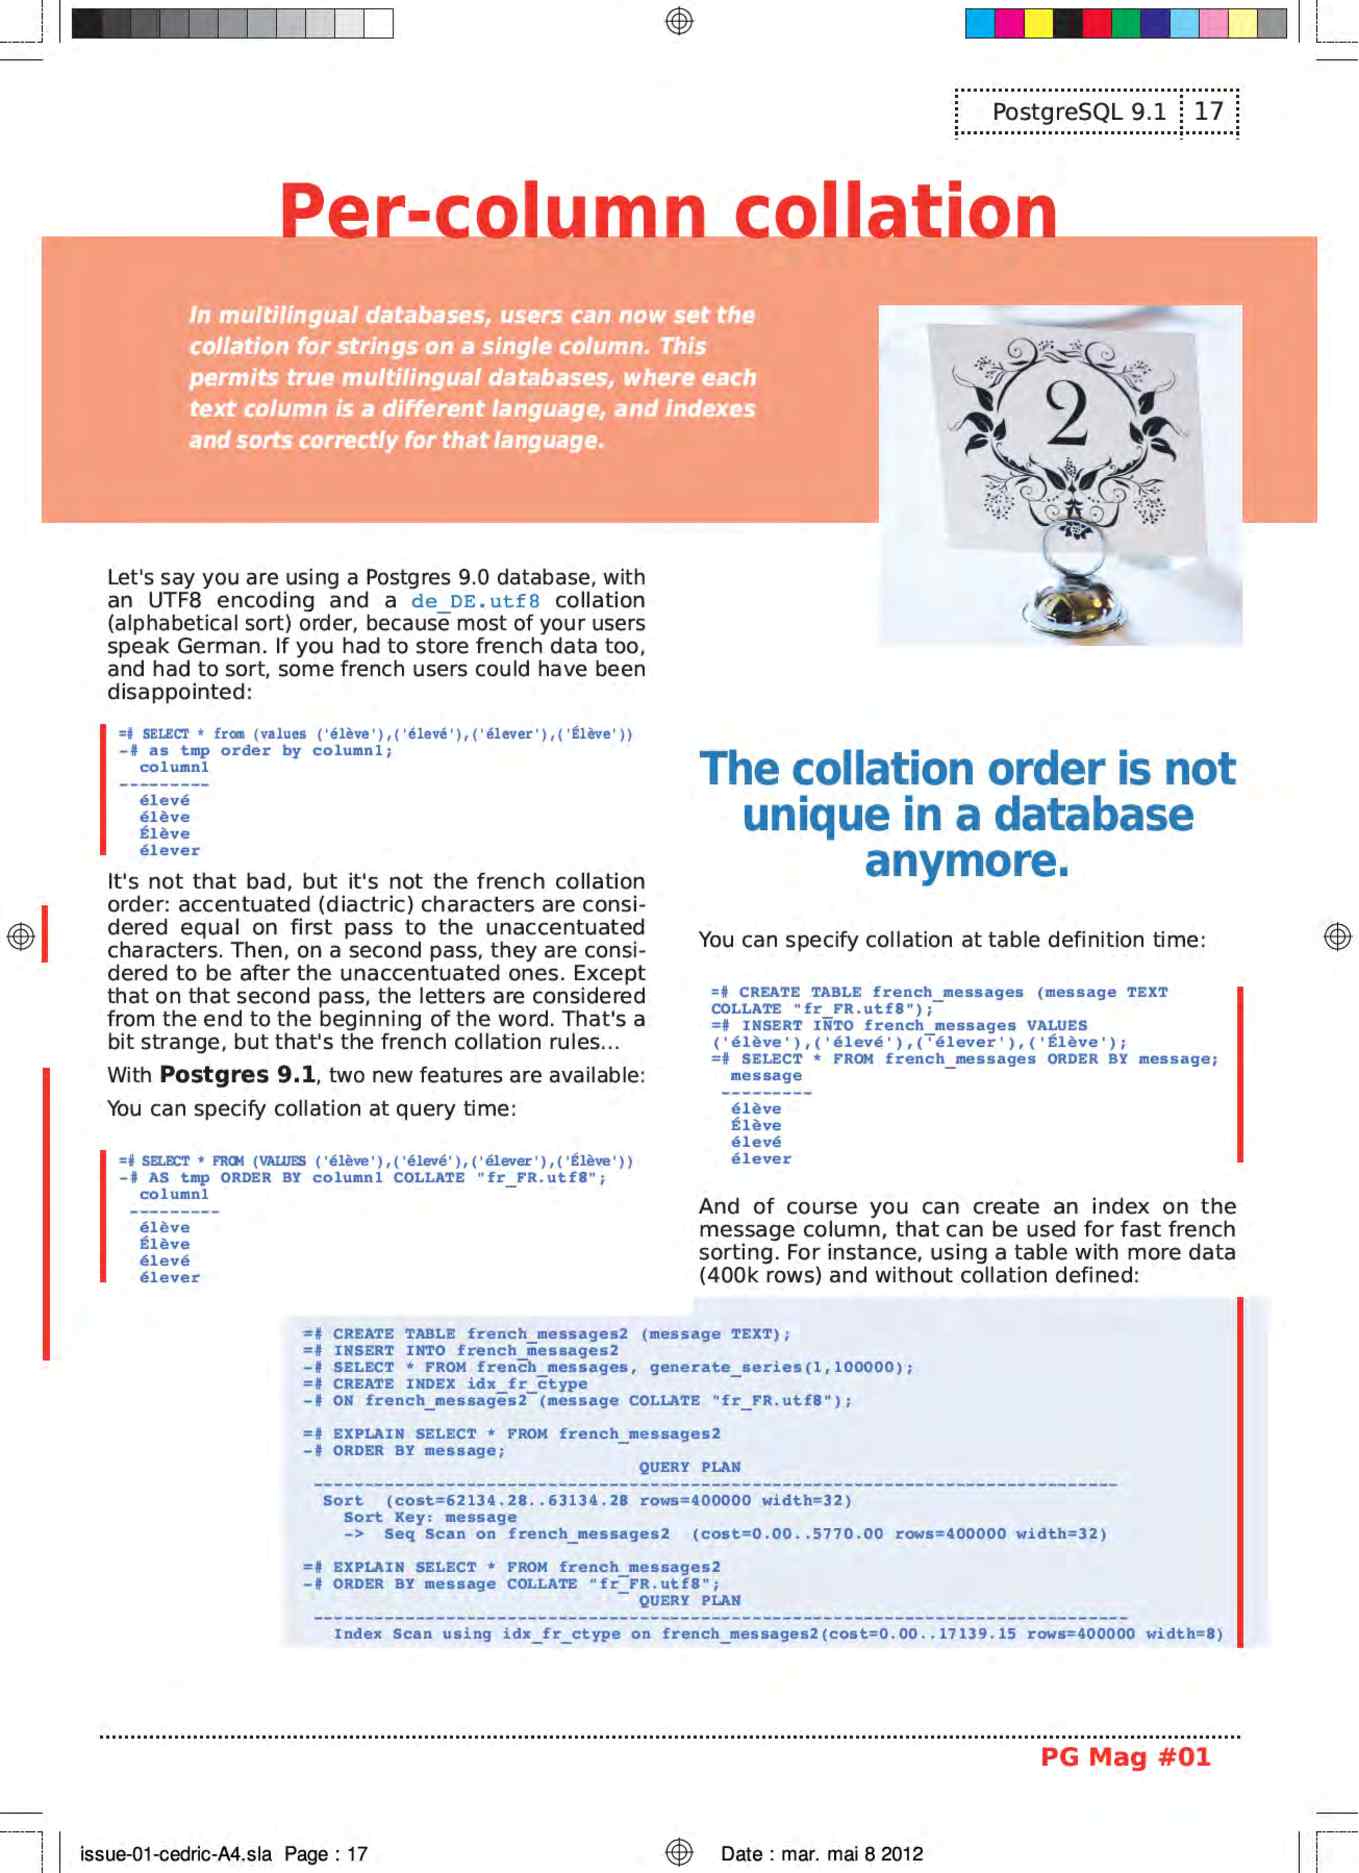 PostgreSQL 9.1 17
Per-column collation
In multilingual databases, users can now set the
collation for strings on a single column. This
permits true multilingual databases, where each
text column is a different language, and indexes
and sorts correctly for that language.
2
Let's say you are using a Postgres 9.0 database, with
an UTF8 encoding and a de_DE.utf8 collation
(alphabetical sort) order, because most of your users
speak German. If you had to store french data too,
and had to sort, some french users could have been
disappointed:
=# SELECT * from (values ('élève'),('élevé'),('élever'),('Élève'))
-# as tmp order by column1;
column1
---------
élevé
élève
Élève
élever
It's not that bad, but it's not the french collation
order: accentuated (diactric) characters are consi-
dered equal on first pass to the unaccentuated
characters. Then, on a second pass, they are consi-
dered to be after the unaccentuated ones. Except
that on that second pass, the letters are considered
from the end to the beginning of the word. That's a
bit strange, but that's the french collation rules...
With Postgres 9.1, two new features are available:
You can specify collation at query time:
=# SELECT * FROM (VALUES ('élève'),('élevé'),('élever'),('Élève'))
-# AS tmp ORDER BY column1 COLLATE "fr_FR.utf8";
column1
---------
élève
Élève
élevé
élever
The collation order is not
unique in a database
anymore.
You can specify collation at table definition time:
=# CREATE TABLE french_messages (message TEXT
COLLATE "fr_FR.utf8");
=# INSERT INTO french_messages VALUES
('élève'),('élevé'),('élever'),('Élève');
=# SELECT * FROM french_messages ORDER BY message;
message
---------
élève
Élève
élevé
élever
And of course you can create an index on the
message column, that can be used for fast french
sorting. For instance, using a table with more data
(400k rows) and without collation defined:
=# CREATE TABLE french_messages2 (message TEXT);
=# INSERT INTO french_messages2
-# SELECT * FROM french_messages, generate_series(1,100000);
=# CREATE INDEX idx_fr_ctype
-# ON french_messages2 (message COLLATE "fr_FR.utf8");
=# EXPLAIN SELECT * FROM french_messages2
-# ORDER BY message;
QUERY PLAN
------------------------------------------------------------------------------
Sort (cost=62134.28..63134.28 rows=400000 width=32)
Sort Key: message
-> Seq Scan on french_messages2 (cost=0.00..5770.00 rows=400000 width=32)
=# EXPLAIN SELECT * FROM french_messages2
-# ORDER BY message COLLATE "fr_FR.utf8";
QUERY PLAN
-------------------------------------------------------------------------------
Index Scan using idx_fr_ctype on french_messages2(cost=0.00..17139.15 rows=400000 width=8)
PG Mag #01
issue-01-cedric-A4.sla Page : 17
Date : mar. mai 8 2012